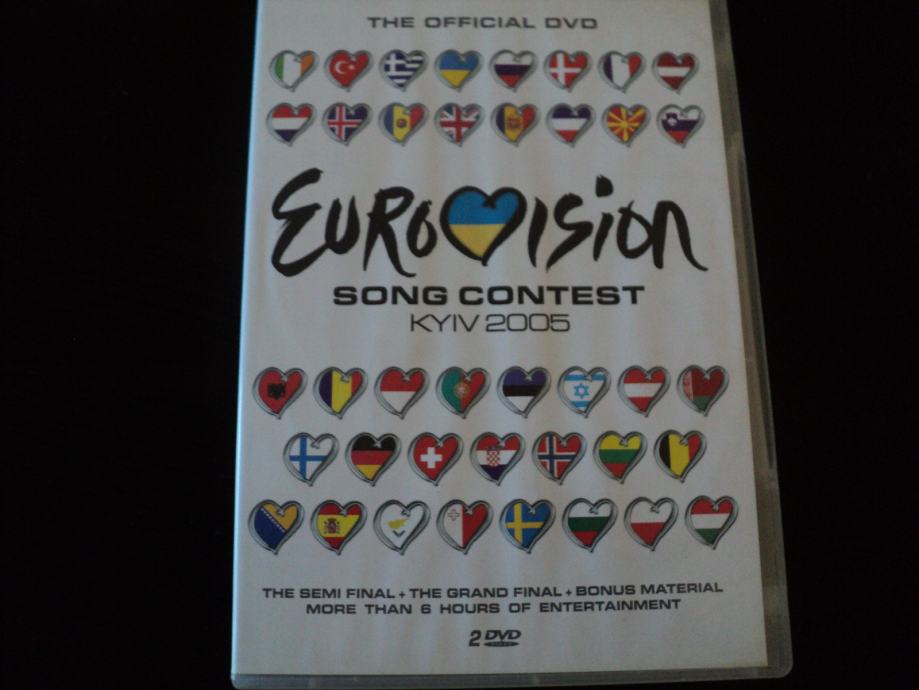 THE OFFICIAL DVD
EUROVISION
SONG CONTEST
KYIV 2005
THE SEMI FINAL + THE GRAND FINAL + BONUS MATERIAL
MORE THAN 6 HOURS OF ENTERTAINMENT
2 DVD
VIDEO